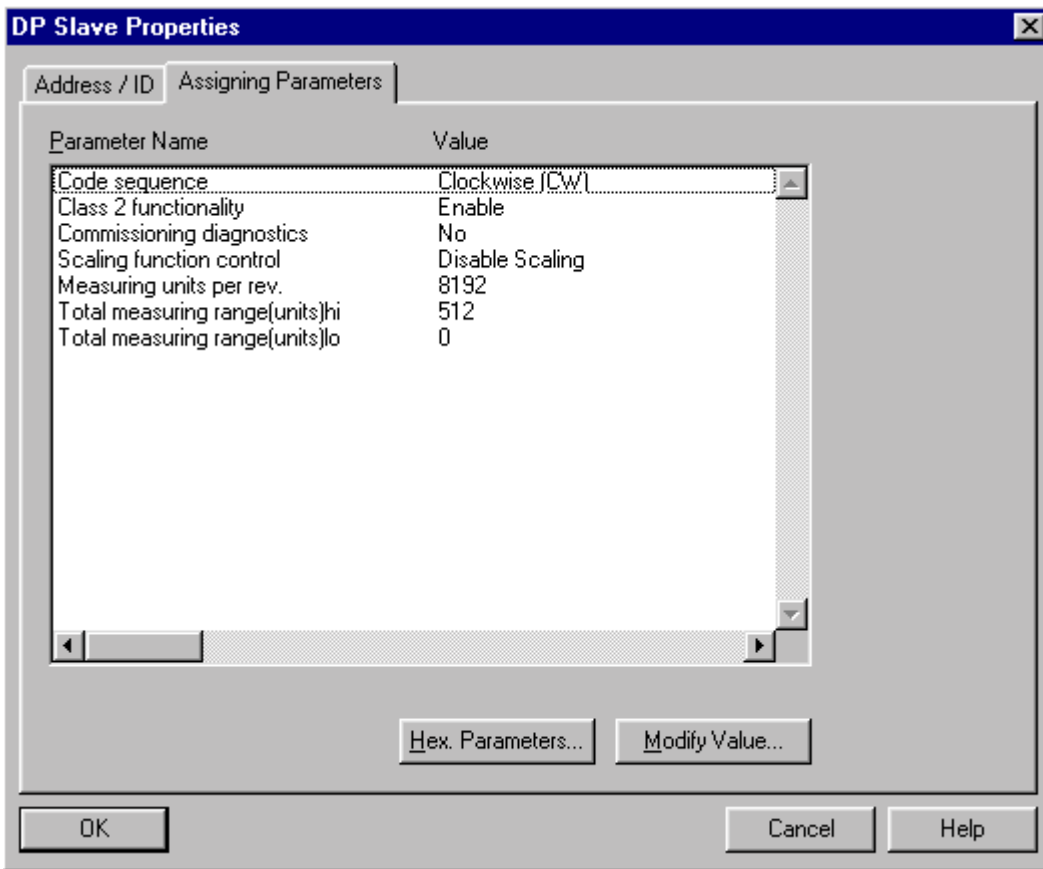 DP Slave Properties
Address / ID Assigning Parameters
Parameter Name Value
Code sequence Clockwise (CW)
Class 2 functionality Enable
Commissioning diagnostics No
Scaling function control Disable Scaling
Measuring units per rev. 8192
Total measuring range(units)hi 512
Total measuring range(units)lo 0
Hex. Parameters... Modify Value...
OK Cancel Help